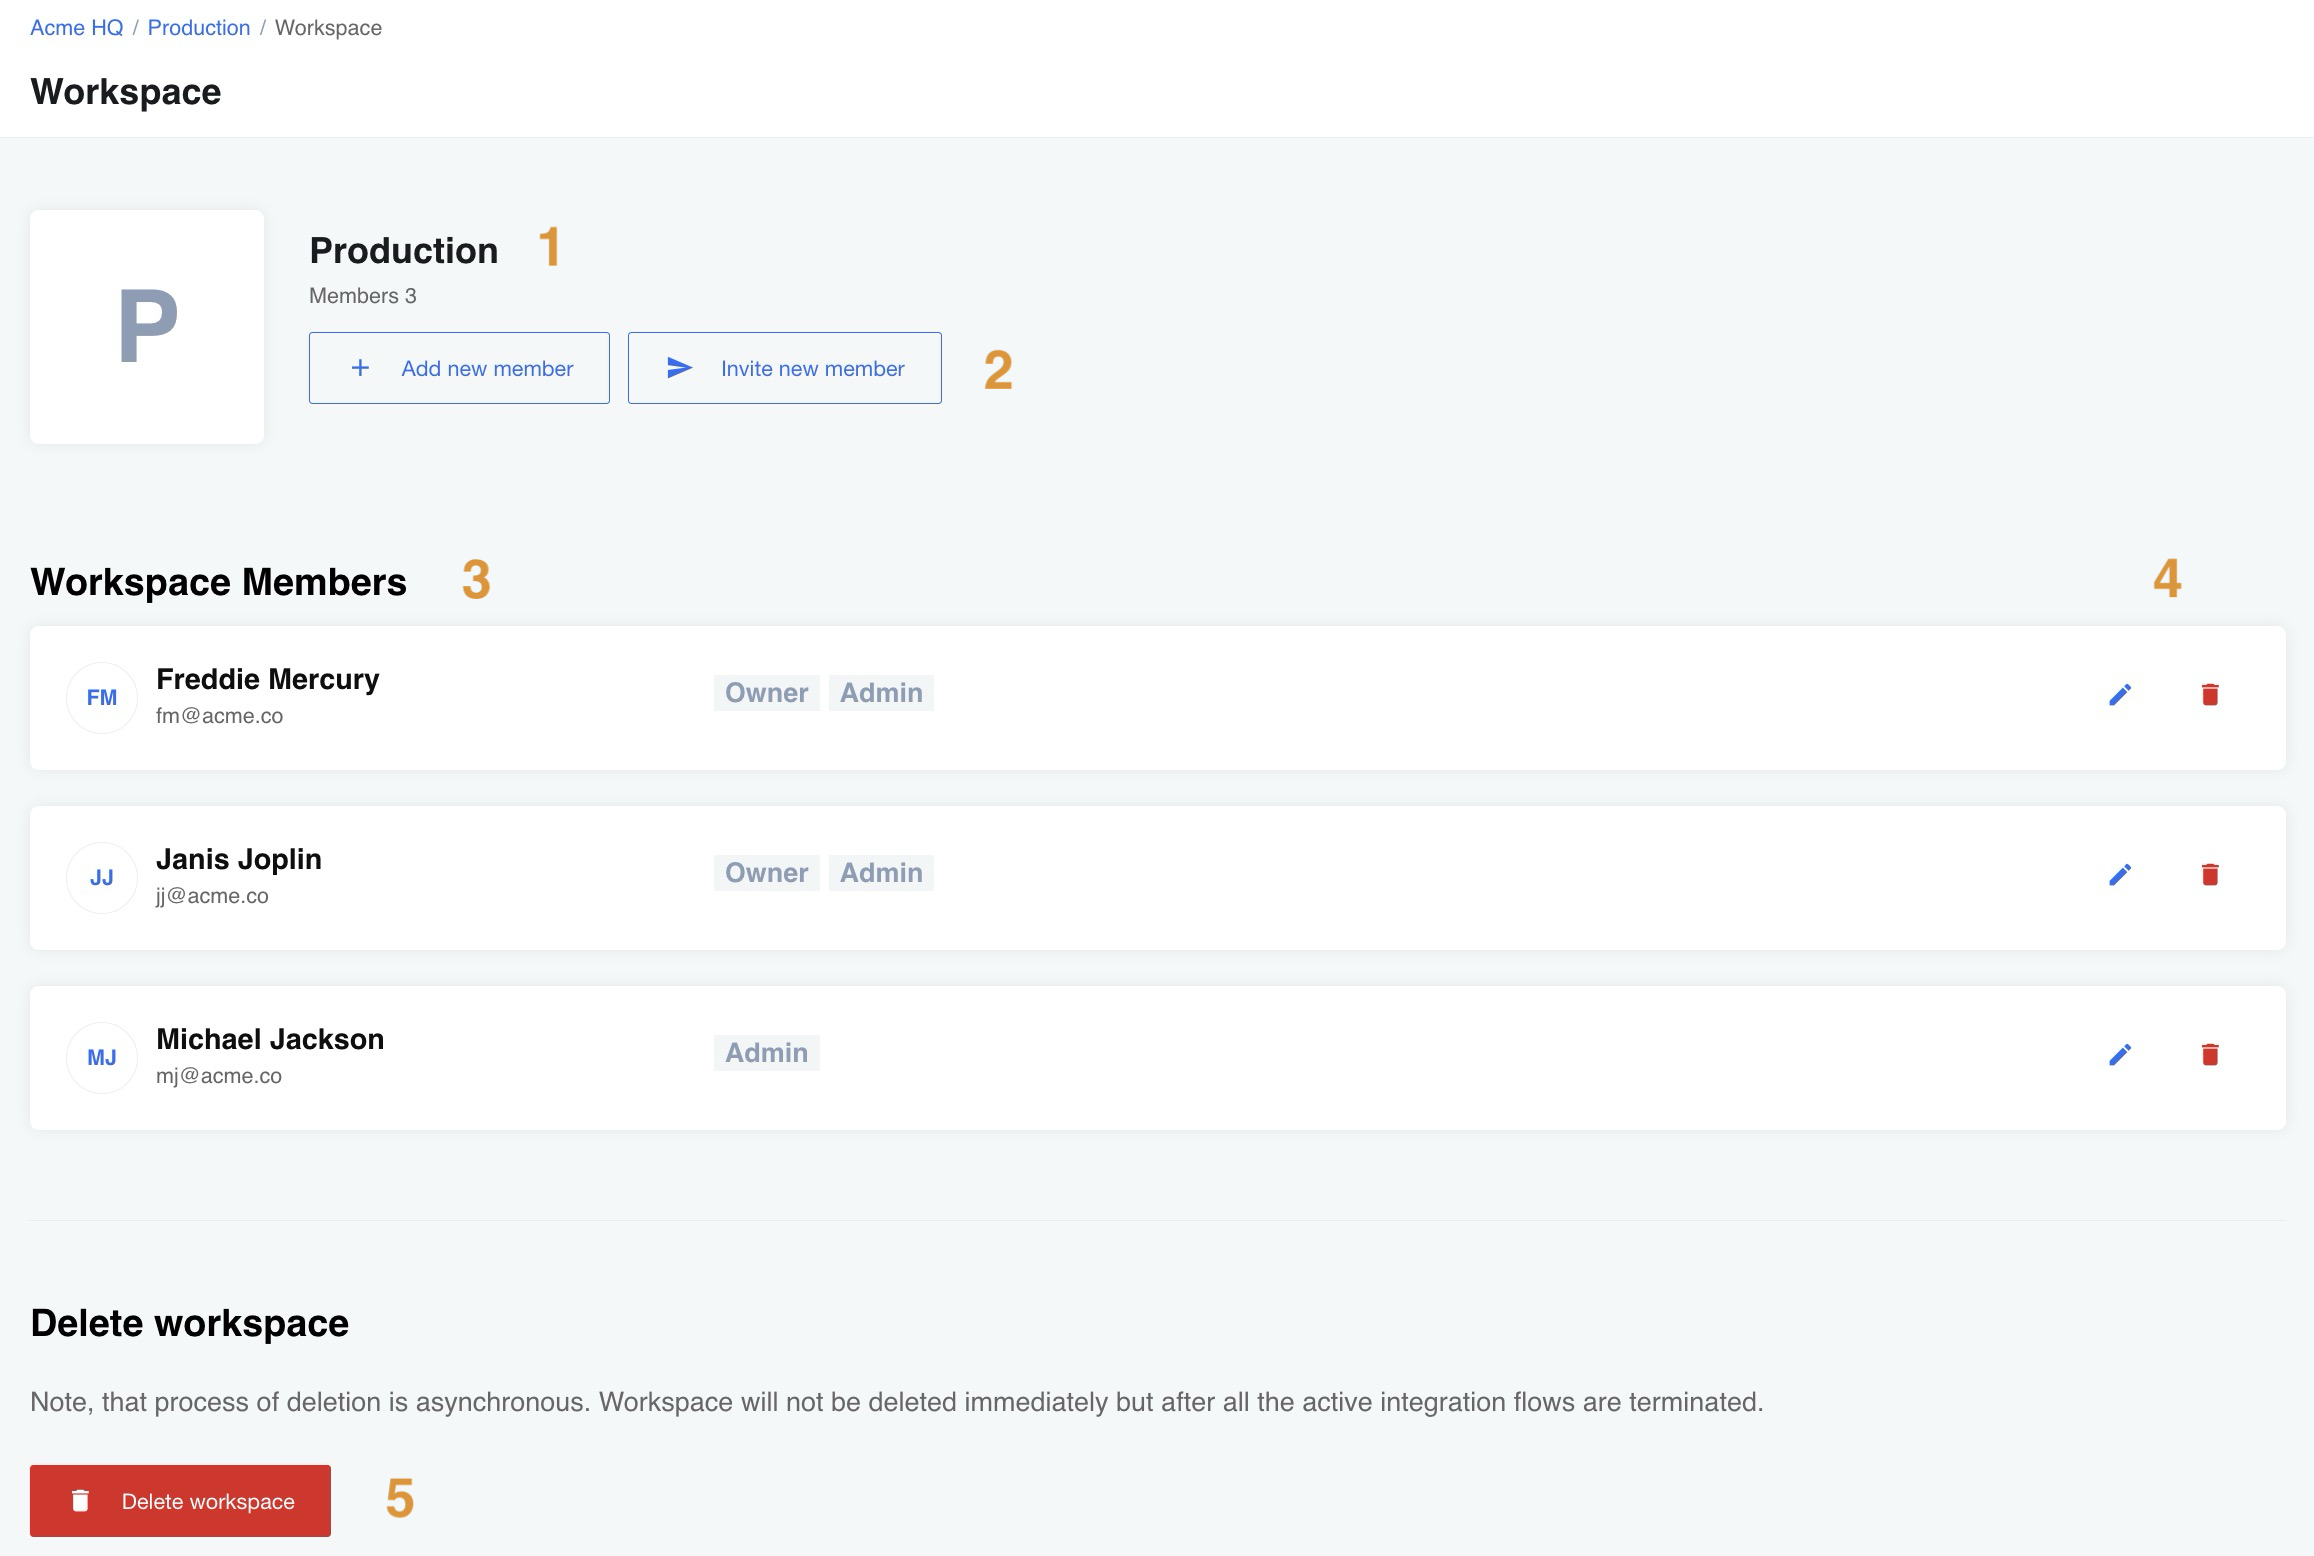 Acme HQ / Production / Workspace
Workspace
P
Production 1
Members 3
Add new member Invite new member 2
Workspace Members 3 4
FM Freddie Mercury Owner Admin
fm@acme.co
JJ Janis Joplin Owner Admin
jj@acme.co
MJ Michael Jackson Admin
mj@acme.co
Delete workspace
Note, that process of deletion is asynchronous. Workspace will not be deleted immediately but after all the active integration flows are terminated.
Delete workspace 5